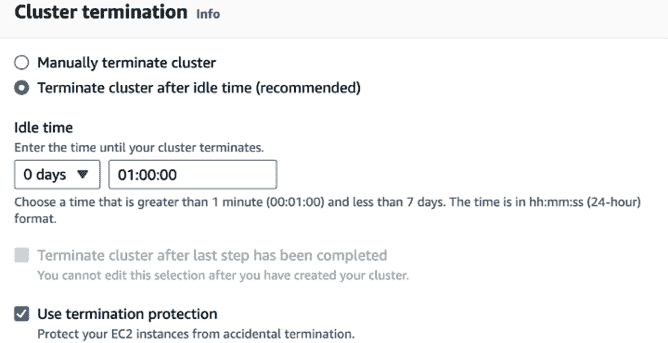 Cluster termination Info
Manually terminate cluster
Terminate cluster after idle time (recommended)
Idle time
Enter the time until your cluster terminates.
0 days 01:00:00
Choose a time that is greater than 1 minute (00:01:00) and less than 7 days. The time is in hh:mm:ss (24-hour)
format.
Terminate cluster after last step has been completed
You cannot edit this selection after you have created your cluster.
Use termination protection
Protect your EC2 instances from accidental termination.